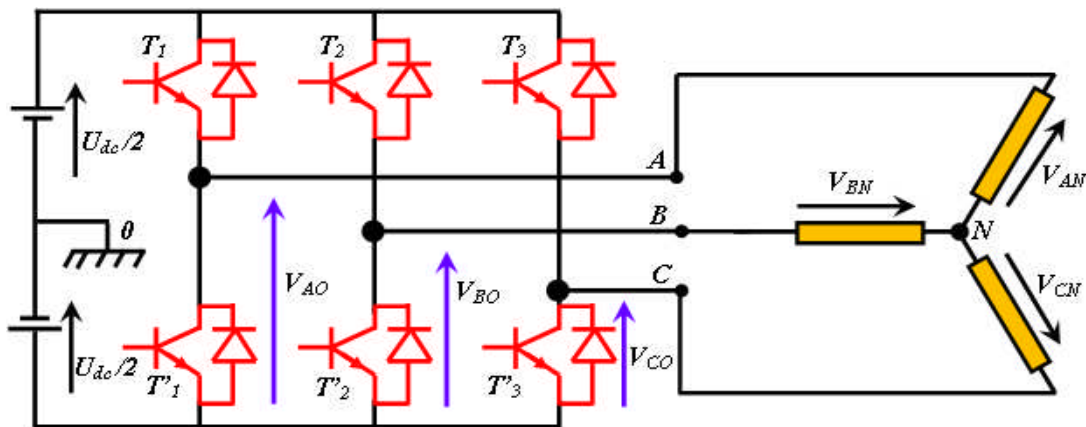 T1 T2 T3
Udc/2
A
VBN
VAN
0
B
N
VAO
VBO
C
VCN
VCO
Udc/2
T'1 T'2 T'3